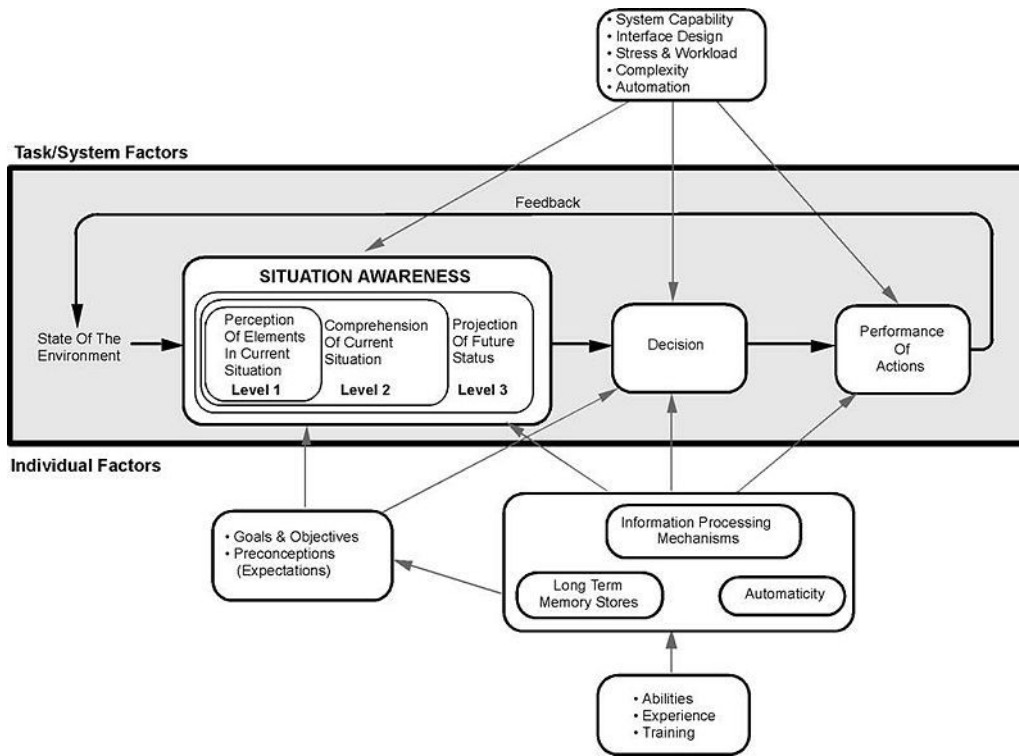 • System Capability
• Interface Design
• Stress & Workload
• Complexity
• Automation
Task/System Factors
Feedback
SITUATION AWARENESS
State Of The
Environment
Perception
Of Elements
In Current
Situation
Level 1
Comprehension
Of Current
Situation
Level 2
Projection
Of Future
Status
Level 3
Decision
Performance
Of
Actions
Individual Factors
• Goals & Objectives
• Preconceptions
(Expectations)
Information Processing
Mechanisms
Long Term
Memory Stores
Automaticity
• Abilities
• Experience
• Training